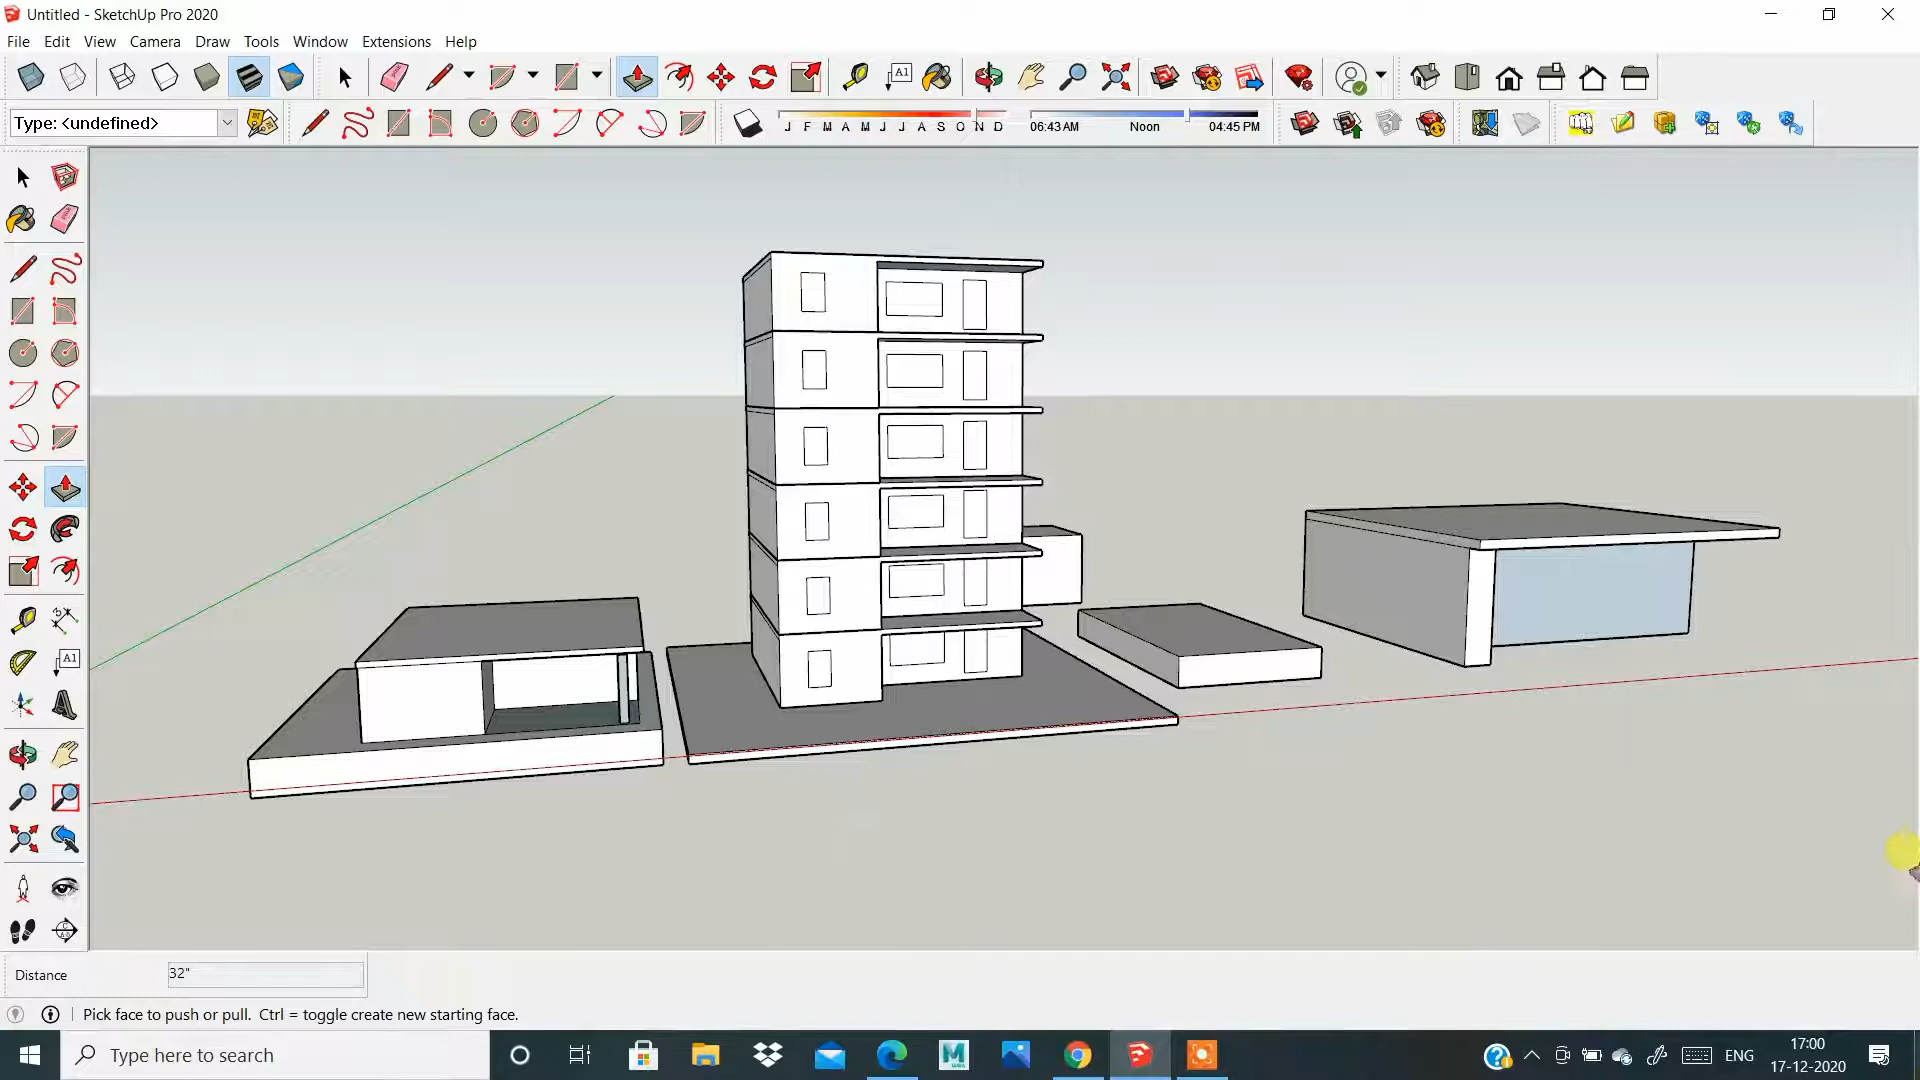 Untitled - SketchUp Pro 2020
File Edit View Camera Draw Tools Window Extensions Help
A1
Type: <undefined>
J F M A M J J A S O N D
06:43 AM Noon 04:45 PM
A1
Distance 32"
Pick face to push or pull. Ctrl = toggle create new starting face.
Type here to search
ENG
17:00
17-12-2020